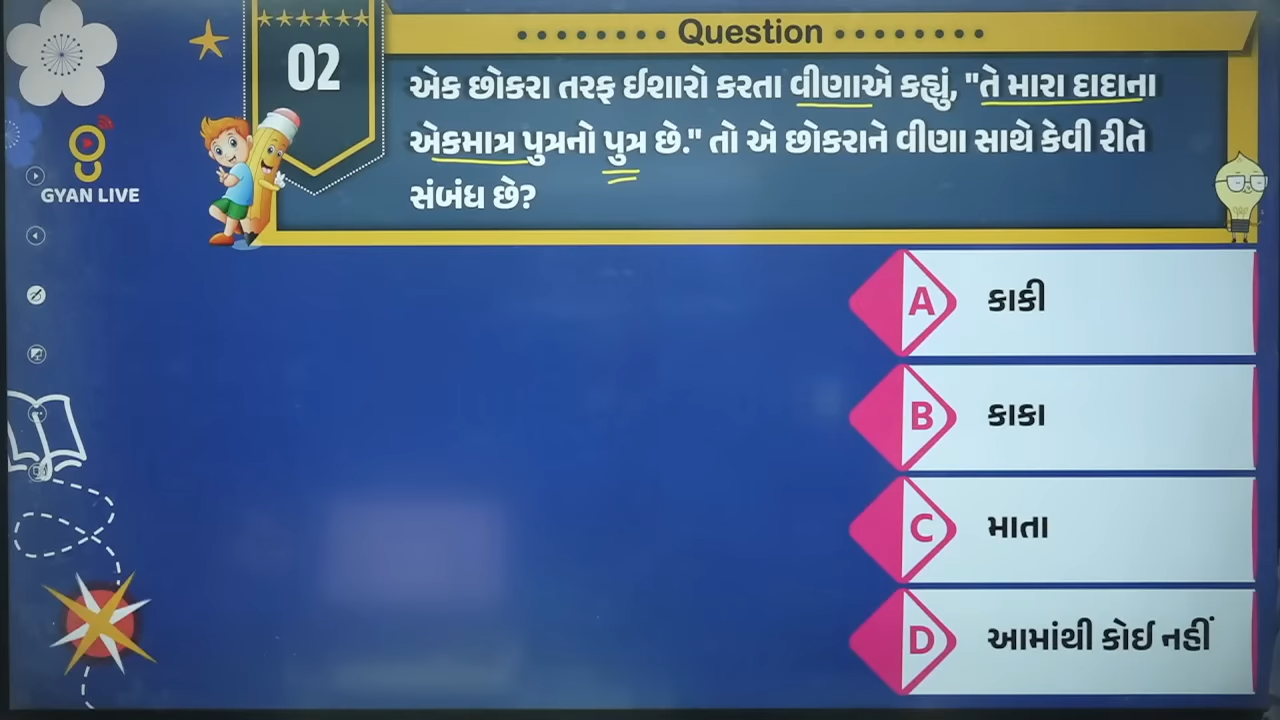 Question
02
એક છોકરા તરફ ઈશારો કરતા વીણાએ કહ્યું, "તે મારા દાદાના
એકમાત્ર પુત્રનો પુત્ર છે." તો એ છોકરાને વીણા સાથે કેવી રીતે
સંબંધ છે?
GYAN LIVE
A કાકી
B કાકા
C માતા
D આમાંથી કોઈ નહીં